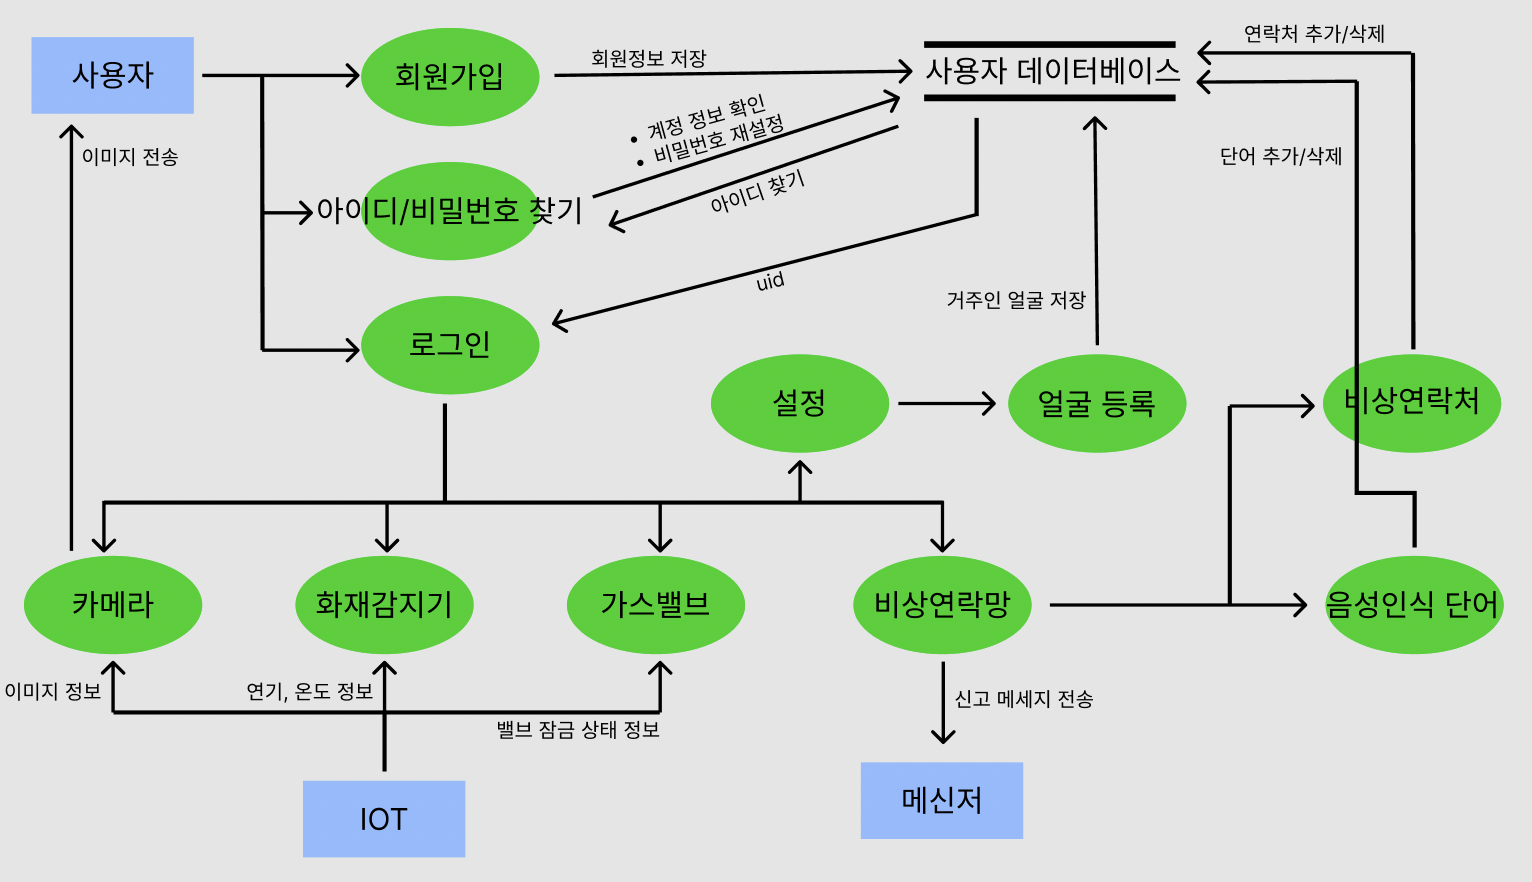 연락처 추가/삭제
사용자
회원가입
회원정보 저장
사용자 데이터베이스
• 계정 정보 확인
• 비밀번호 재설정
이미지 전송
단어 추가/삭제
아이디/비밀번호 찾기
아이디 찾기
uid
거주인 얼굴 저장
로그인
설정
얼굴 등록
비상연락처
카메라
화재감지기
가스밸브
비상연락망
음성인식 단어
이미지 정보
연기, 온도 정보
밸브 잠금 상태 정보
신고 메세지 전송
IOT
메신저